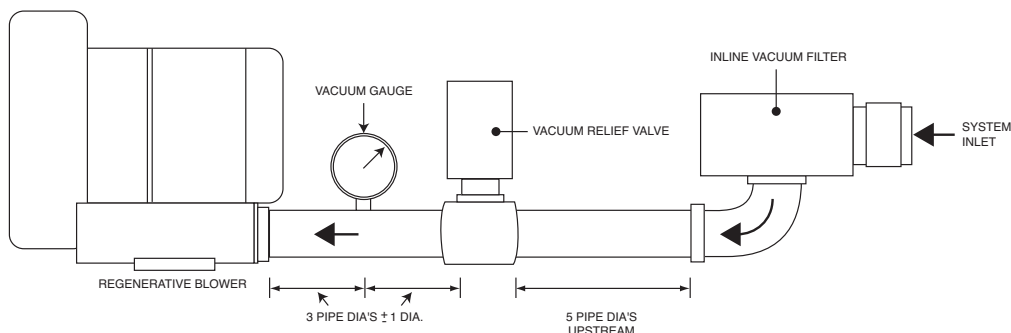 VACUUM GAUGE
INLINE VACUUM FILTER
VACUUM RELIEF VALVE
SYSTEM
INLET
REGENERATIVE BLOWER
3 PIPE DIA'S ± 1 DIA.
5 PIPE DIA'S
UPSTREAM